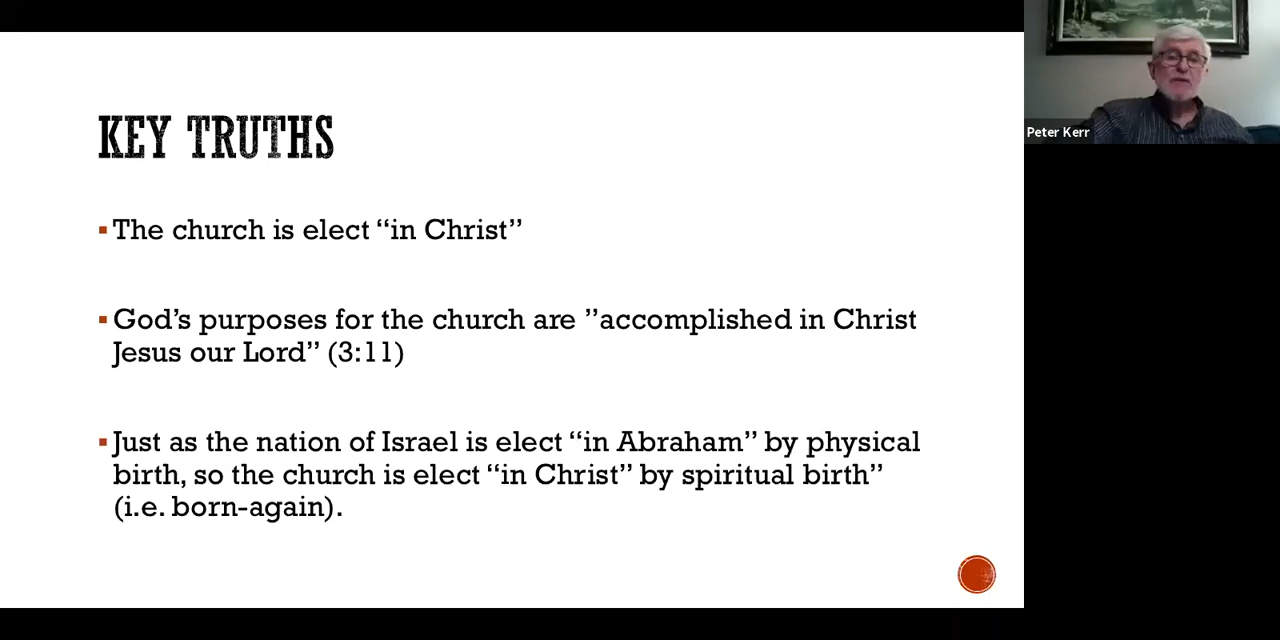 KEY TRUTHS
▪The church is elect “in Christ”
▪God’s purposes for the church are ”accomplished in Christ
Jesus our Lord” (3:11)
▪Just as the nation of Israel is elect “in Abraham” by physical
birth, so the church is elect “in Christ” by spiritual birth”
(i.e. born-again).
Peter Kerr